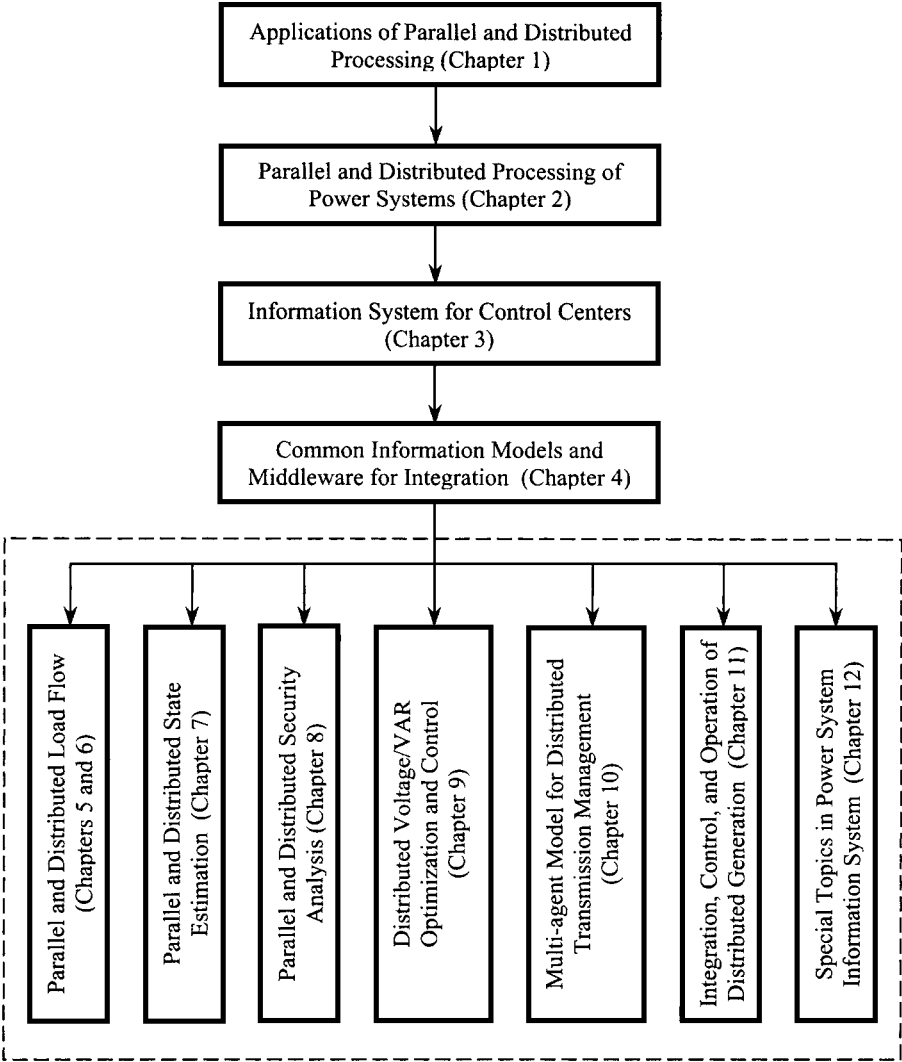 Applications of Parallel and Distributed
Processing (Chapter 1)
Parallel and Distributed Processing of
Power Systems (Chapter 2)
Information System for Control Centers
(Chapter 3)
Common Information Models and
Middleware for Integration (Chapter 4)
Parallel and Distributed Load Flow
(Chapters 5 and 6)
Parallel and Distributed State
Estimation (Chapter 7)
Parallel and Distributed Security
Analysis (Chapter 8)
Distributed Voltage/VAR
Optimization and Control
(Chapter 9)
Multi-agent Model for Distributed
Transmission Management
(Chapter 10)
Integration, Control, and Operation of
Distributed Generation (Chapter 11)
Special Topics in Power System
Information System (Chapter 12)